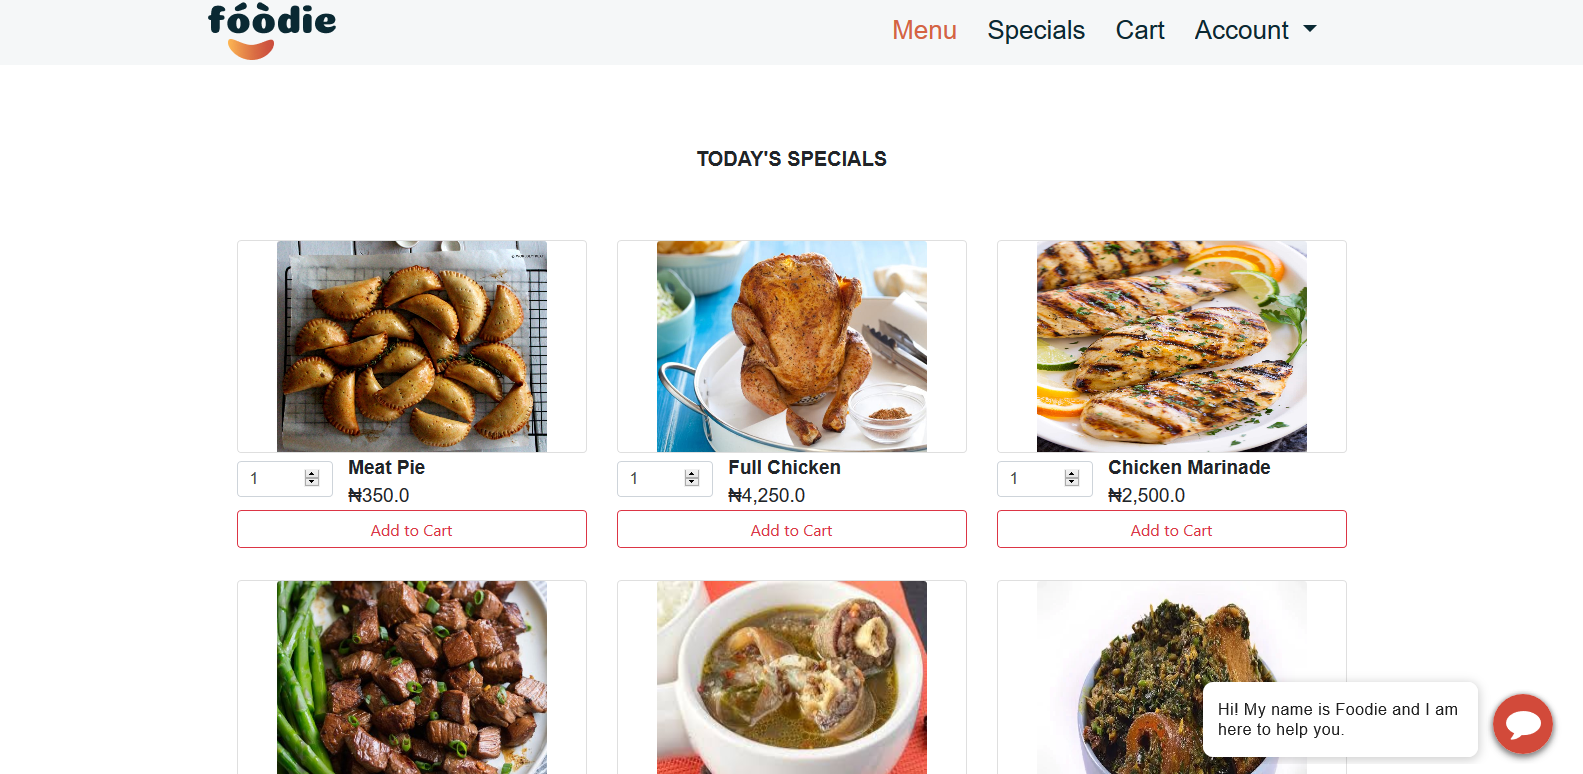 fóòdie
Menu Specials Cart Account
TODAY'S SPECIALS
1 Meat Pie
₦350.0
Add to Cart
1 Full Chicken
₦4,250.0
Add to Cart
1 Chicken Marinade
₦2,500.0
Add to Cart
Hi! My name is Foodie and I am
here to help you.